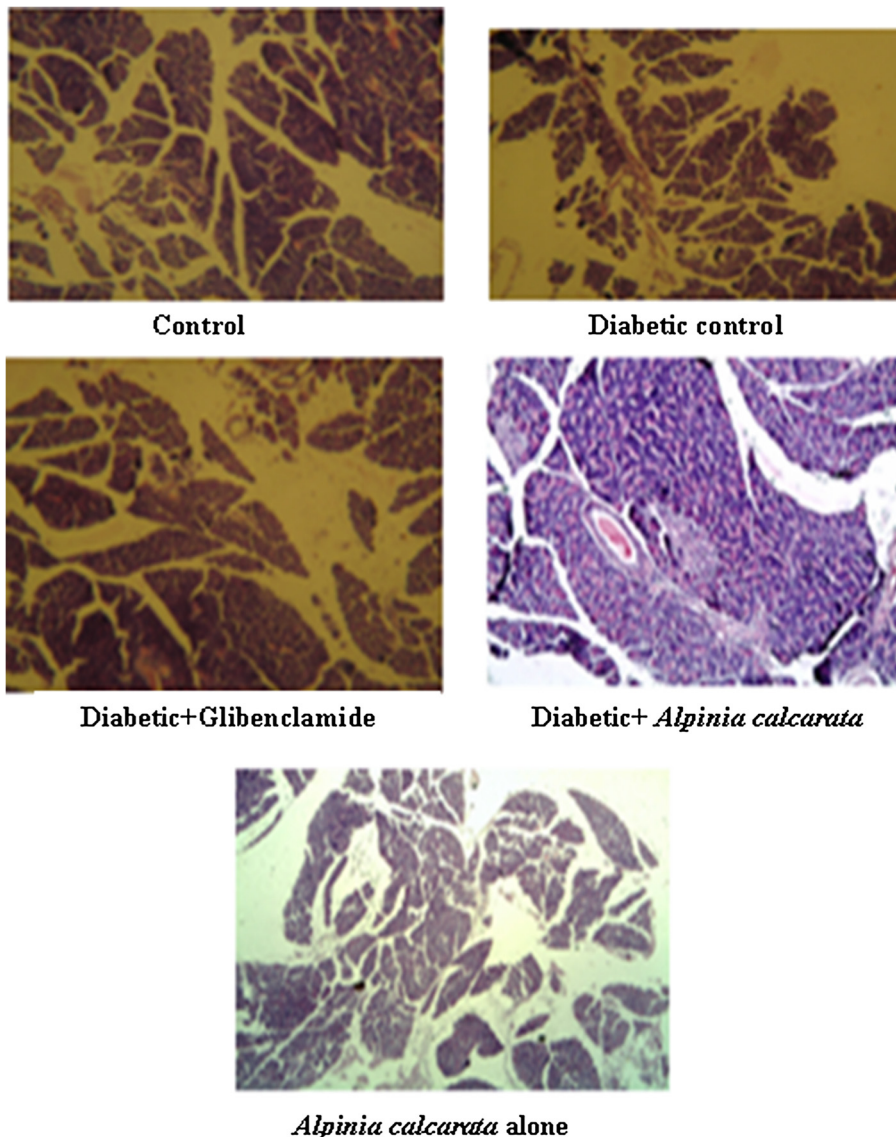 Control
Diabetic control
Diabetic+Glibenclamide
Diabetic+ Alpinia calcarata
Alpinia calcarata alone